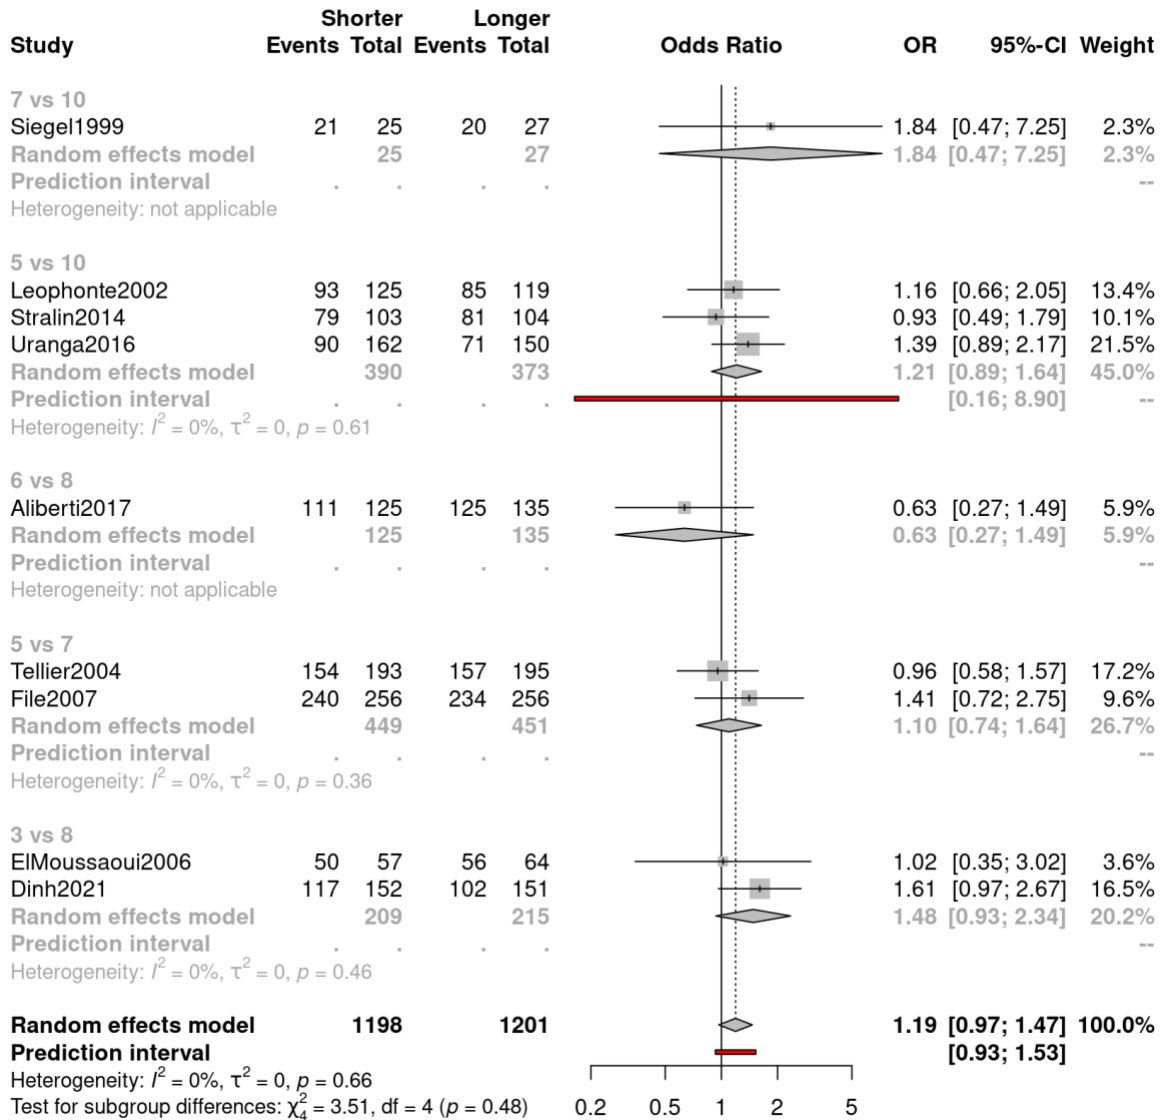 Shorter Longer
Study Events Total Events Total Odds Ratio OR 95%-CI Weight
7 vs 10
Siegel1999 21 25 20 27 1.84 [0.47; 7.25] 2.3%
Random effects model 25 27 1.84 [0.47; 7.25] 2.3%
Prediction interval . . . . --
Heterogeneity: not applicable
5 vs 10
Leophonte2002 93 125 85 119 1.16 [0.66; 2.05] 13.4%
Stralin2014 79 103 81 104 0.93 [0.49; 1.79] 10.1%
Uranga2016 90 162 71 150 1.39 [0.89; 2.17] 21.5%
Random effects model 390 373 1.21 [0.89; 1.64] 45.0%
Prediction interval . . . . [0.16; 8.90] --
Heterogeneity: I² = 0%, τ² = 0, p = 0.61
6 vs 8
Aliberti2017 111 125 125 135 0.63 [0.27; 1.49] 5.9%
Random effects model 125 135 0.63 [0.27; 1.49] 5.9%
Prediction interval . . . . --
Heterogeneity: not applicable
5 vs 7
Tellier2004 154 193 157 195 0.96 [0.58; 1.57] 17.2%
File2007 240 256 234 256 1.41 [0.72; 2.75] 9.6%
Random effects model 449 451 1.10 [0.74; 1.64] 26.7%
Prediction interval . . . . --
Heterogeneity: I² = 0%, τ² = 0, p = 0.36
3 vs 8
ElMoussaoui2006 50 57 56 64 1.02 [0.35; 3.02] 3.6%
Dinh2021 117 152 102 151 1.61 [0.97; 2.67] 16.5%
Random effects model 209 215 1.48 [0.93; 2.34] 20.2%
Prediction interval . . . . --
Heterogeneity: I² = 0%, τ² = 0, p = 0.46
Random effects model 1198 1201 1.19 [0.97; 1.47] 100.0%
Prediction interval [0.93; 1.53]
Heterogeneity: I² = 0%, τ² = 0, p = 0.66
Test for subgroup differences: χ²₄ = 3.51, df = 4 (p = 0.48) 0.2 0.5 1 2 5